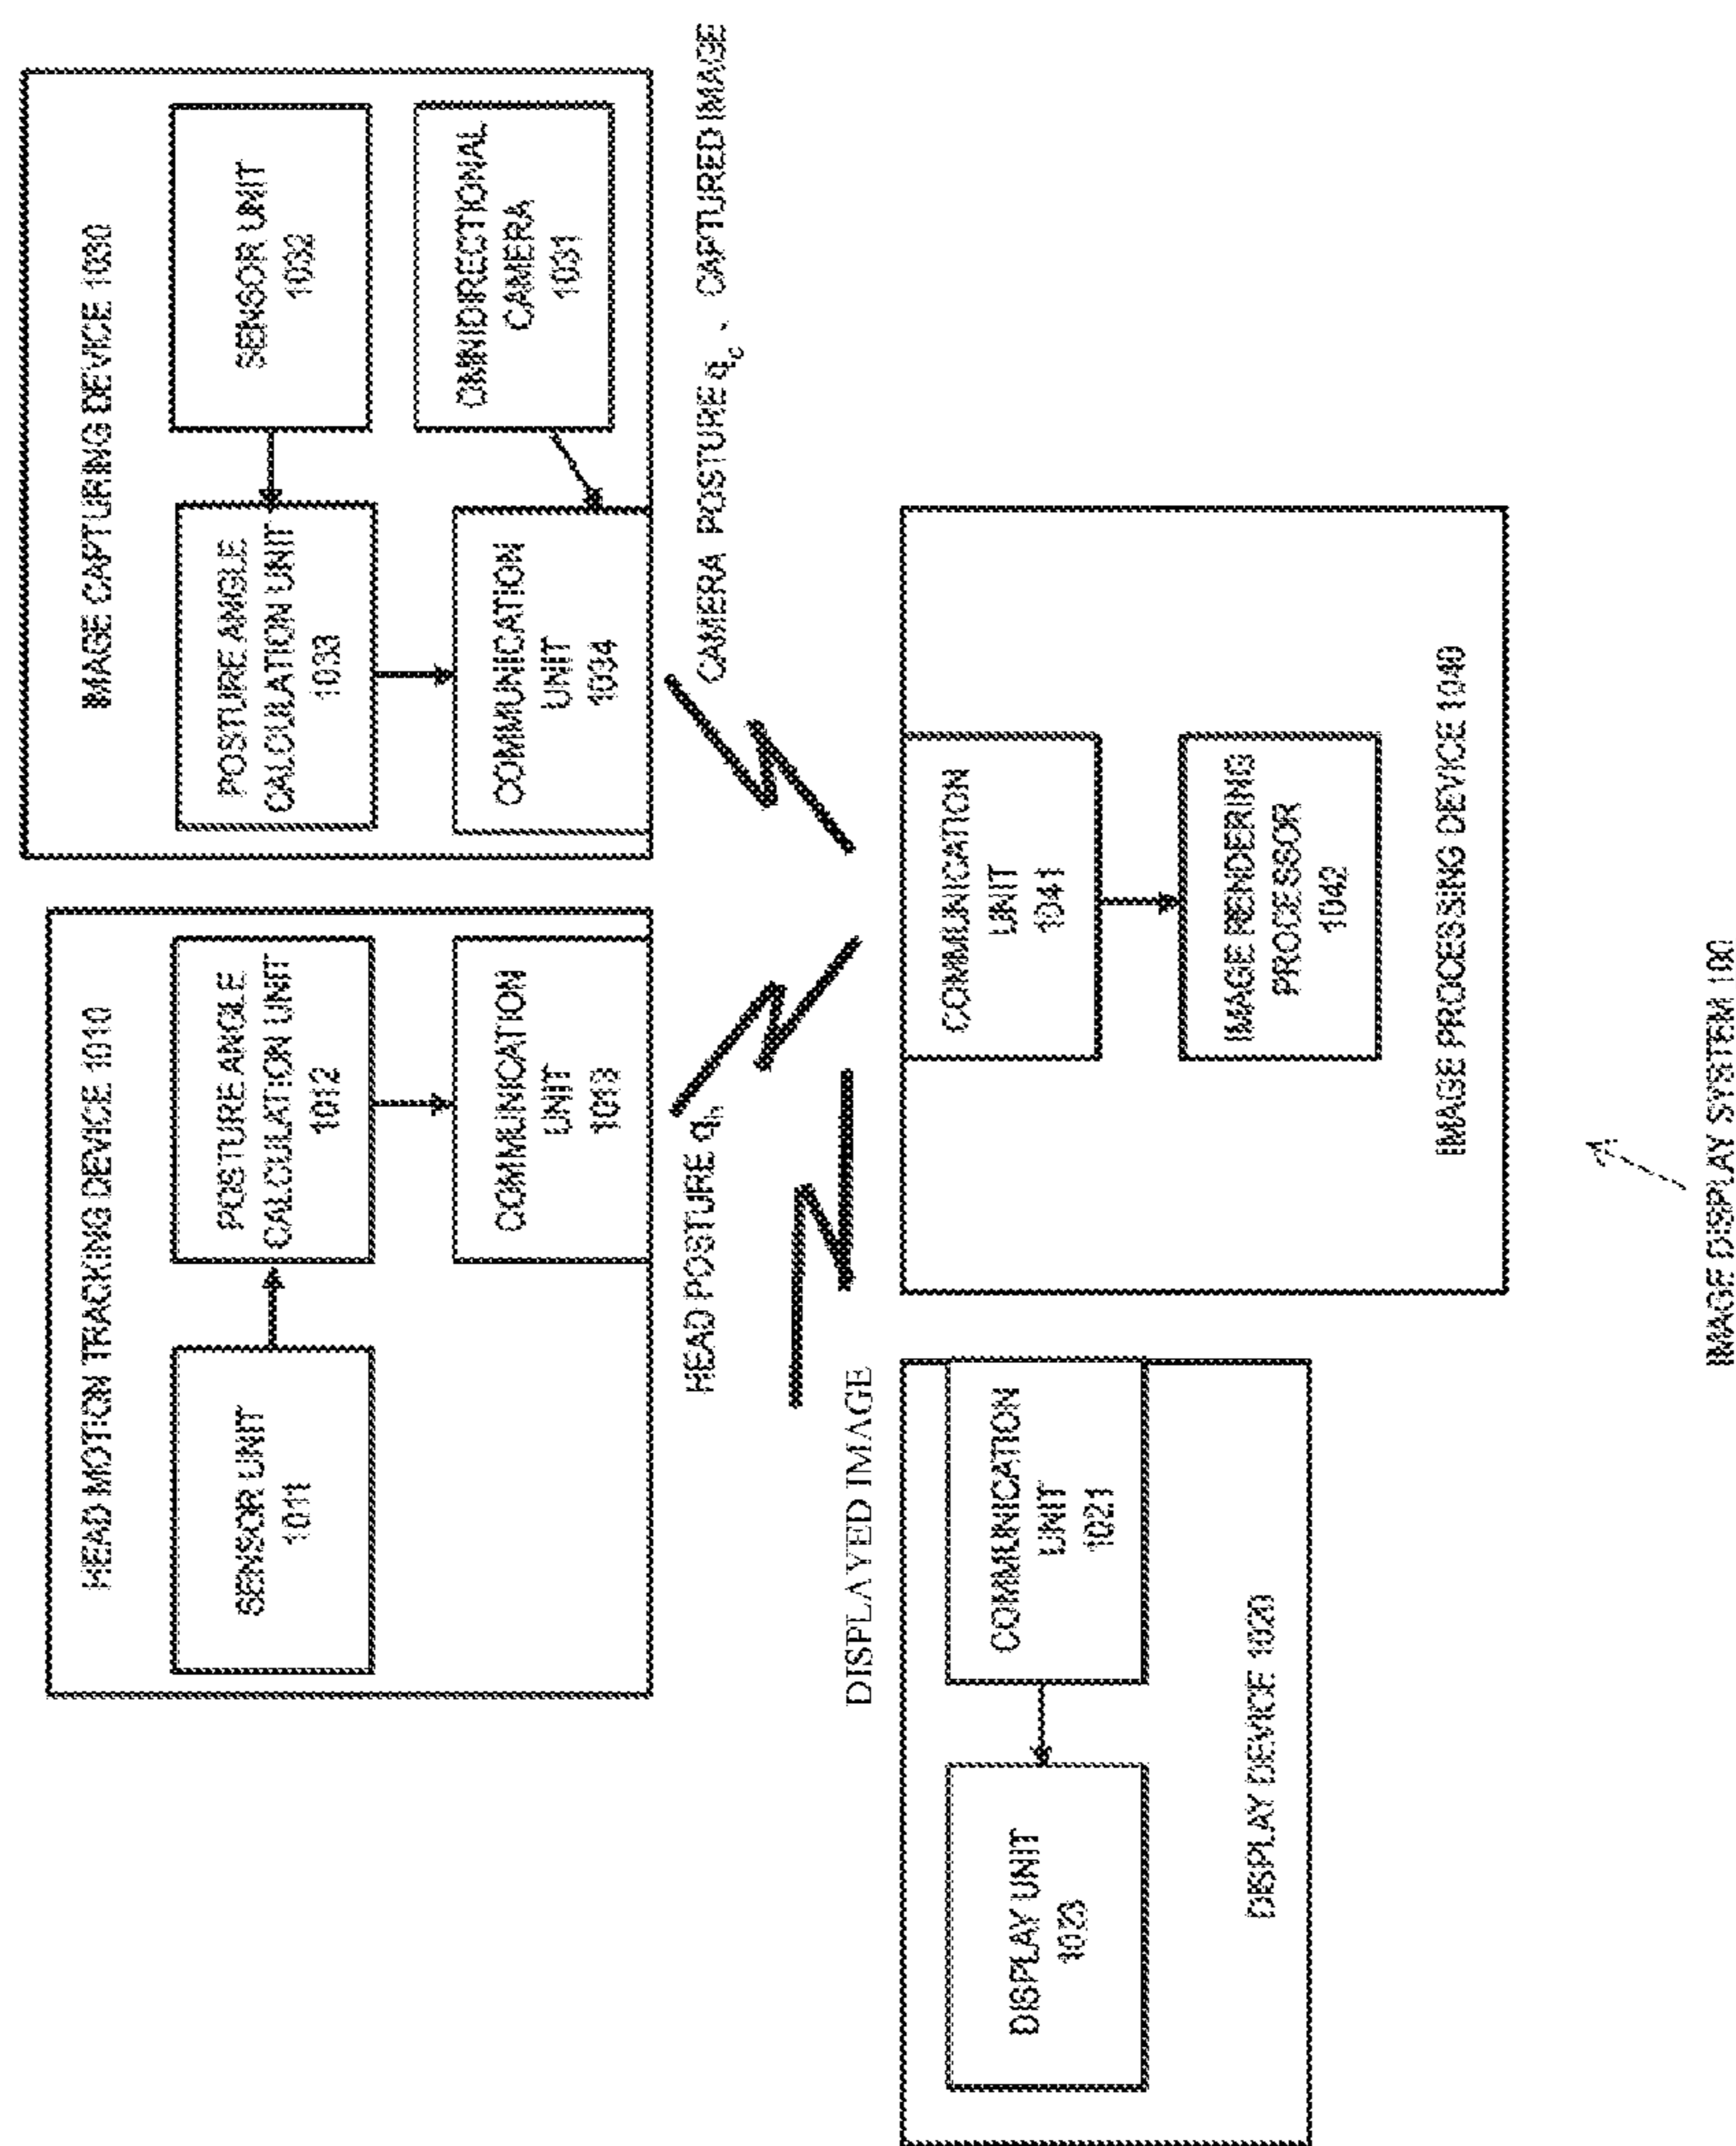 HEAD MOTION TRACKING DEVICE 1010
SENSOR UNIT
1011
POSTURE ANGLE
CALCULATION UNIT
1012
COMMUNICATION
UNIT
1013
IMAGE CAPTURING DEVICE 1030
POSTURE ANGLE
CALCULATION UNIT
1033
SENSOR UNIT
1032
COMMUNICATION
UNIT
1034
OMNIDIRECTIONAL
CAMERA
1031
HEAD POSTURE qh
CAMERA POSTURE qc , CAPTURED IMAGE
DISPLAYED IMAGE
DISPLAY UNIT
1023
COMMUNICATION
UNIT
1021
DISPLAY DEVICE 1020
COMMUNICATION
UNIT
1041
IMAGE RENDERING
PROCESSOR
1042
IMAGE PROCESSING DEVICE 1040
IMAGE DISPLAY SYSTEM 100